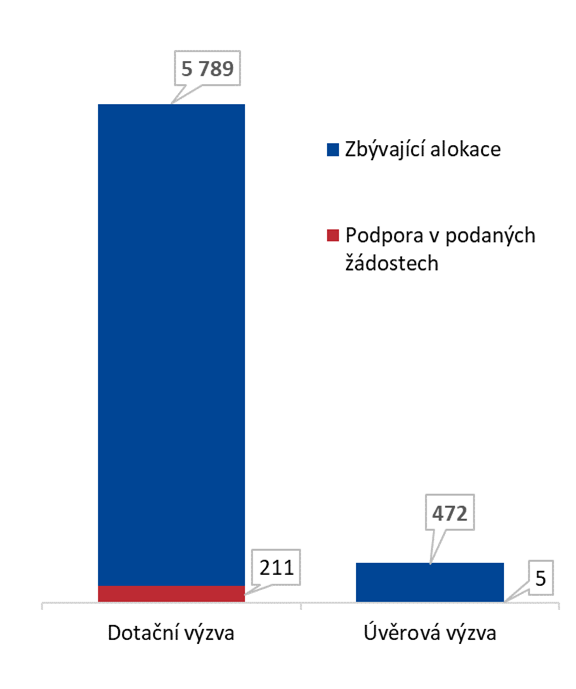 5 789
Zbývající alokace
Podpora v podaných
žádostech
472
211
5
Dotační výzva
Úvěrová výzva